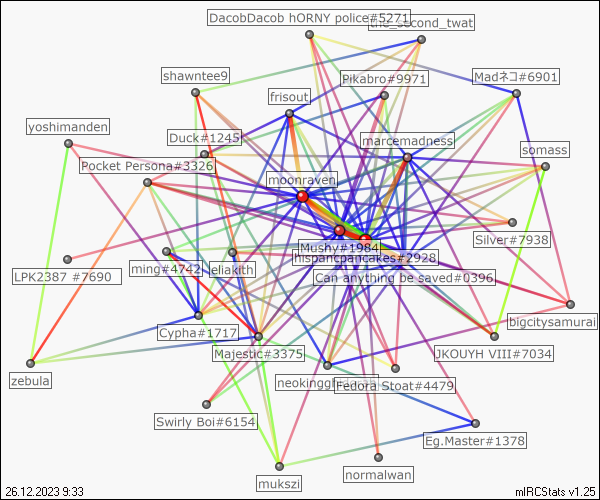 DacobDacob hORNY police#5271
the_second_twat
shawntee9
Pikabro#9971
Madネコ#6901
frisout
yoshimanden
Duck#1245
marcemadness
somass
Pocket Persona#3326
moonraven
Mushy#1984
Silver#7938
hispancpancakes#2928
LPK2387 #7690
ming#4742
eliakith
Can anything be saved#0396
bigcitysamurai
Cypha#1717
Majestic#3375
JKOUYH VIII#7034
zebula
Fedora Stoat#4479
Swirly Boi#6154
Eg.Master#1378
mukszi
normalwan
26.12.2023 9:33
mIRCStats v1.25